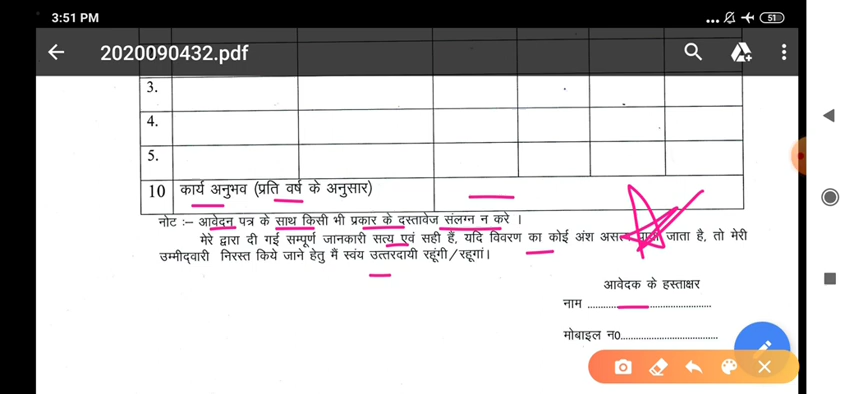 3:51 PM
51
2020090432.pdf
3.
4.
5.
10 कार्य अनुभव (प्रति वर्ष के अनुसार)
नोट :– आवेदन पत्र के साथ किसी भी प्रकार के दस्तावेज संलग्न न करे ।
मेरे द्वारा दी गई सम्पूर्ण जानकारी सत्य एवं सही हैं, यदि विवरण का कोई अंश असत्य पाया जाता है, तो मेरी
उम्मीद्वारी निरस्त किये जाने हेतु मैं स्वंय उत्तरदायी रहूंगी/रहूगां।
आवेदक के हस्ताक्षर
नाम ........................................
मोबाइल न0................................